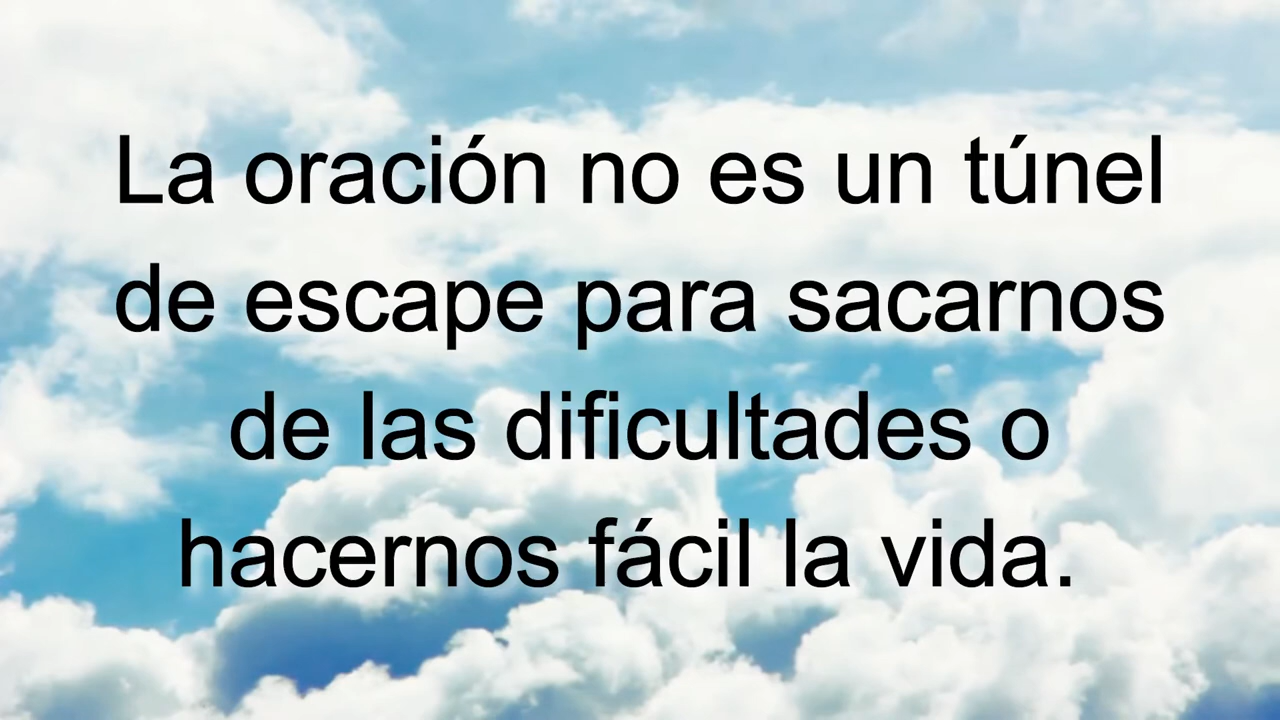 La oración no es un túnel
de escape para sacarnos
de las dificultades o
hacernos fácil la vida.